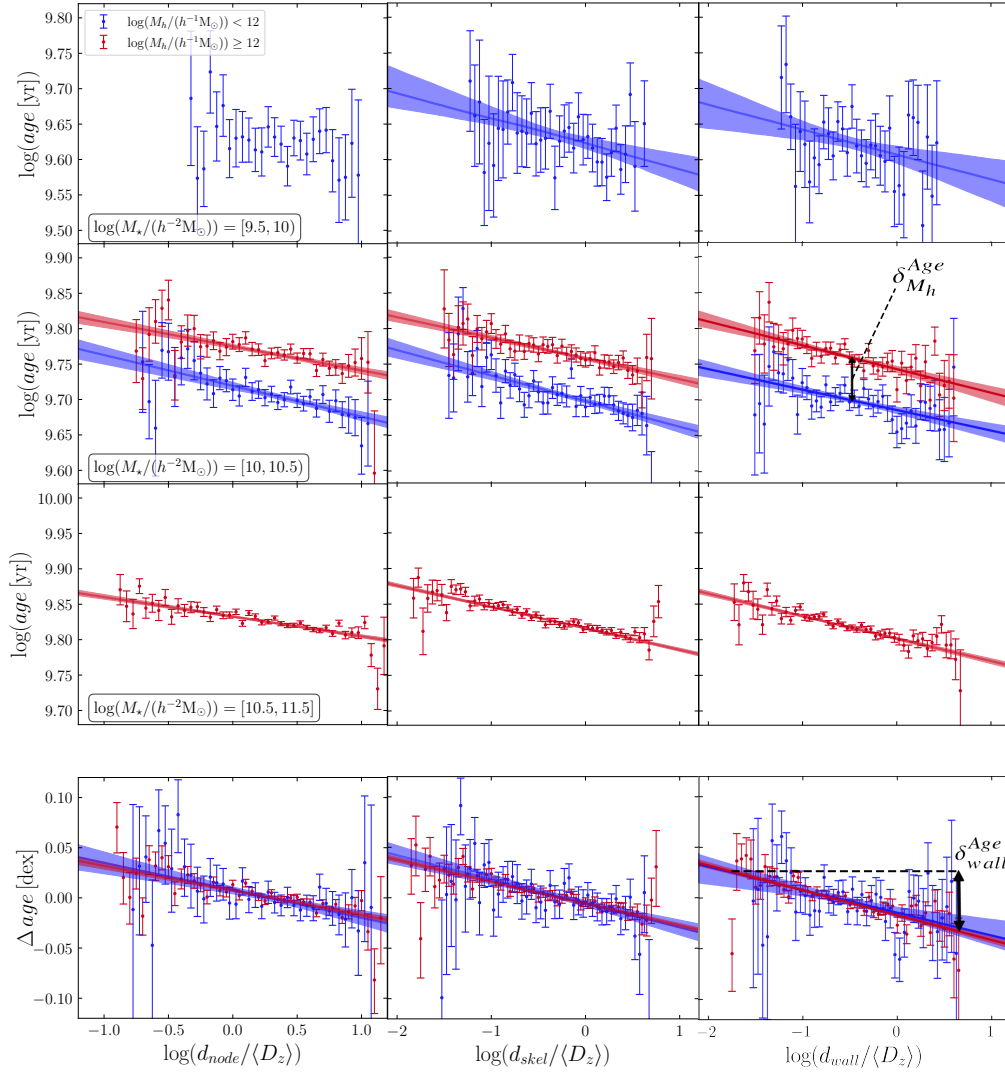 log(M_h/(h^{-1}M_⊙)) < 12
log(M_h/(h^{-1}M_⊙)) ≥ 12
log(age [yr])
9.80
9.75
9.70
9.65
9.60
9.55
9.50
log(M_⋆/(h^{-2}M_⊙)) = [9.5, 10)
log(age [yr])
9.90
9.85
9.80
9.75
9.70
9.65
9.60
log(M_⋆/(h^{-2}M_⊙)) = [10, 10.5)
δ^{Age}_{M_h}
log(age [yr])
10.00
9.95
9.90
9.85
9.80
9.75
9.70
log(M_⋆/(h^{-2}M_⊙)) = [10.5, 11.5]
Δ age [dex]
0.10
0.05
0.00
−0.05
−0.10
δ^{Age}_{wall}
−1.0 −0.5 0.0 0.5 1.0
−2 −1 0 1
−2 −1 0 1
log(d_{node}/⟨D_z⟩)
log(d_{skel}/⟨D_z⟩)
log(d_{wall}/⟨D_z⟩)